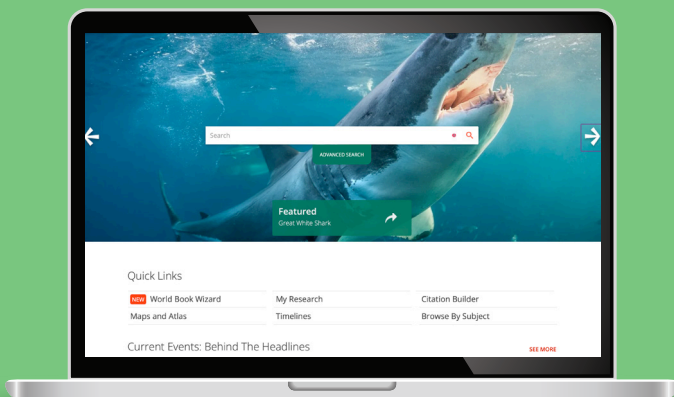 Search
ADVANCED SEARCH
Featured
Great White Shark
Quick Links
NEW World Book Wizard
My Research
Citation Builder
Maps and Atlas
Timelines
Browse By Subject
Current Events: Behind The Headlines
SEE MORE